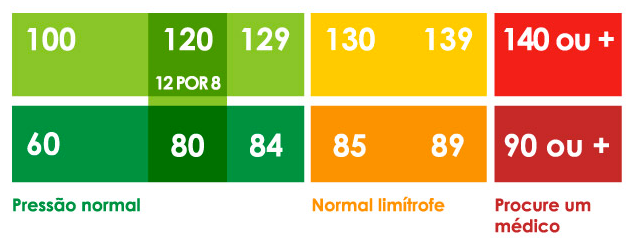 100 120 129 130 139 140 ou +
12 POR 8
60 80 84 85 89 90 ou +
Pressão normal Normal limítrofe Procure um
médico